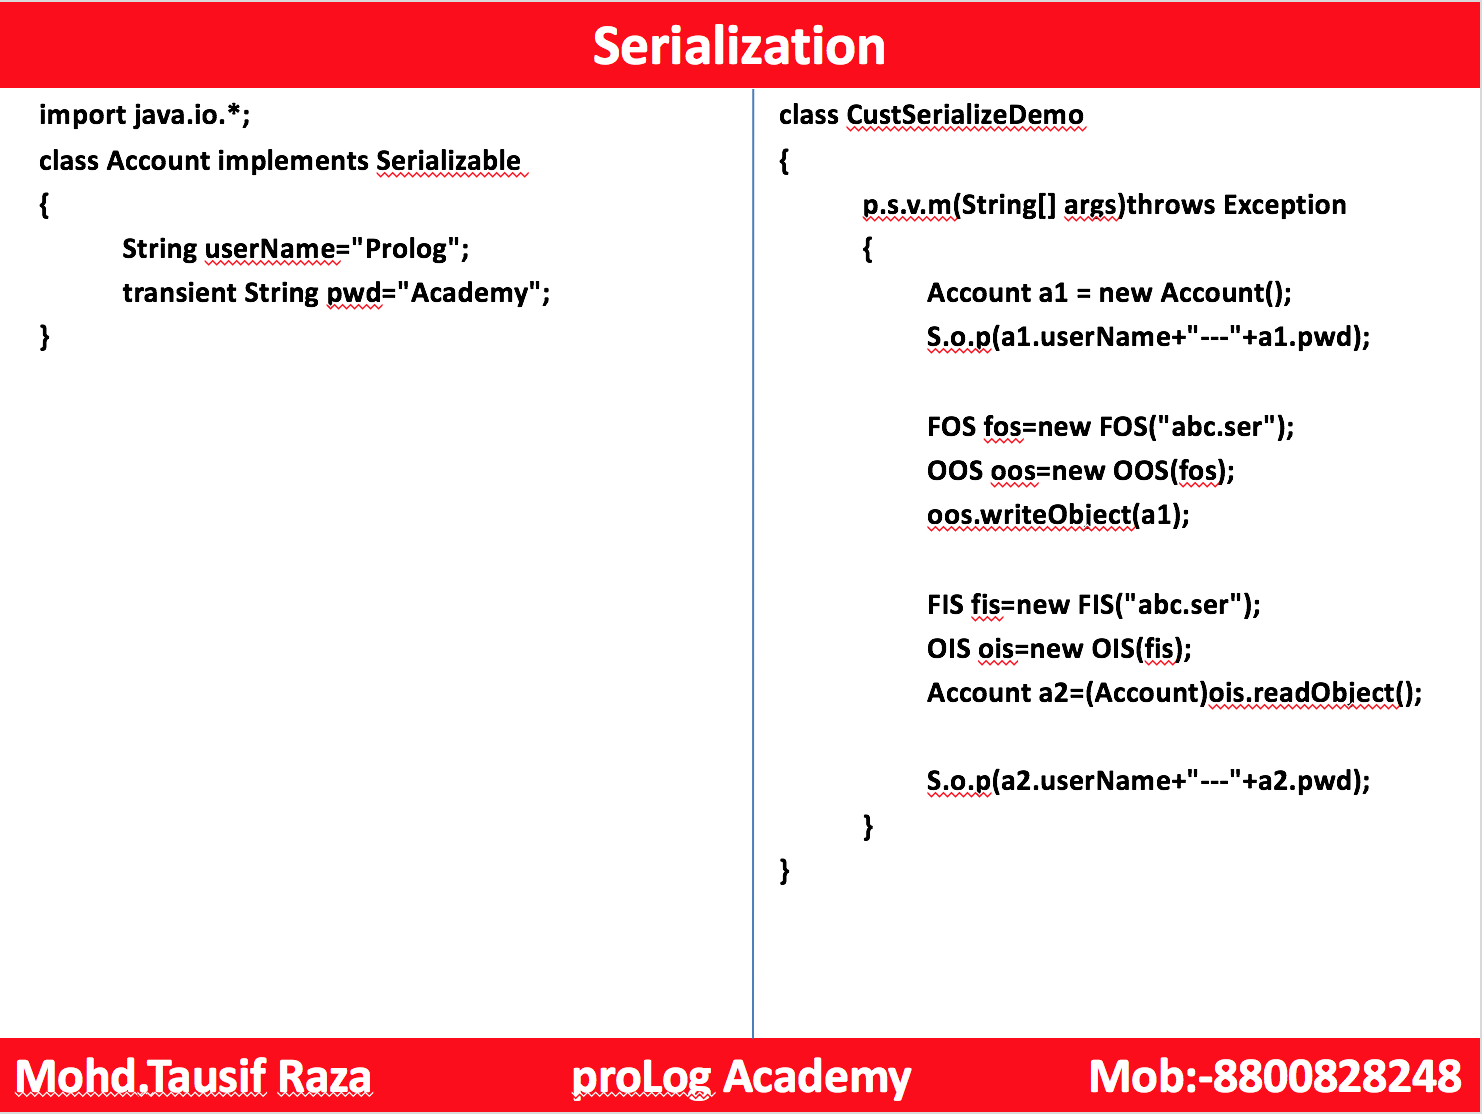 Serialization
import java.io.*;
class Account implements Serializable
{
String userName="Prolog";
transient String pwd="Academy";
}
class CustSerializeDemo
{
p.s.v.m(String[] args)throws Exception
{
Account a1 = new Account();
S.o.p(a1.userName+"---"+a1.pwd);
FOS fos=new FOS("abc.ser");
OOS oos=new OOS(fos);
oos.writeObject(a1);
FIS fis=new FIS("abc.ser");
OIS ois=new OIS(fis);
Account a2=(Account)ois.readObject();
S.o.p(a2.userName+"---"+a2.pwd);
}
}
Mohd.Tausif Raza proLog Academy Mob:-8800828248